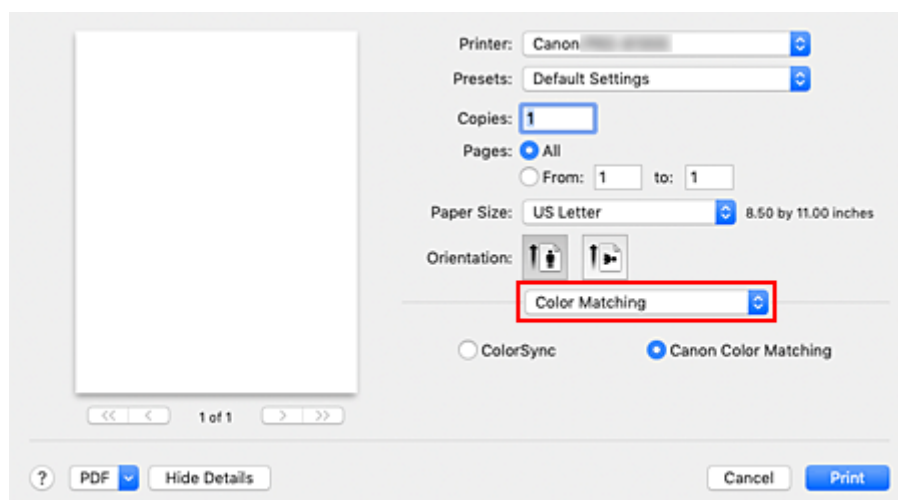 Printer: Canon
Presets: Default Settings
Copies: 1
Pages: All
From: 1 to: 1
Paper Size: US Letter 8.50 by 11.00 inches
Orientation:
Color Matching
ColorSync Canon Color Matching
<< < 1 of 1 > >>
? PDF Hide Details Cancel Print